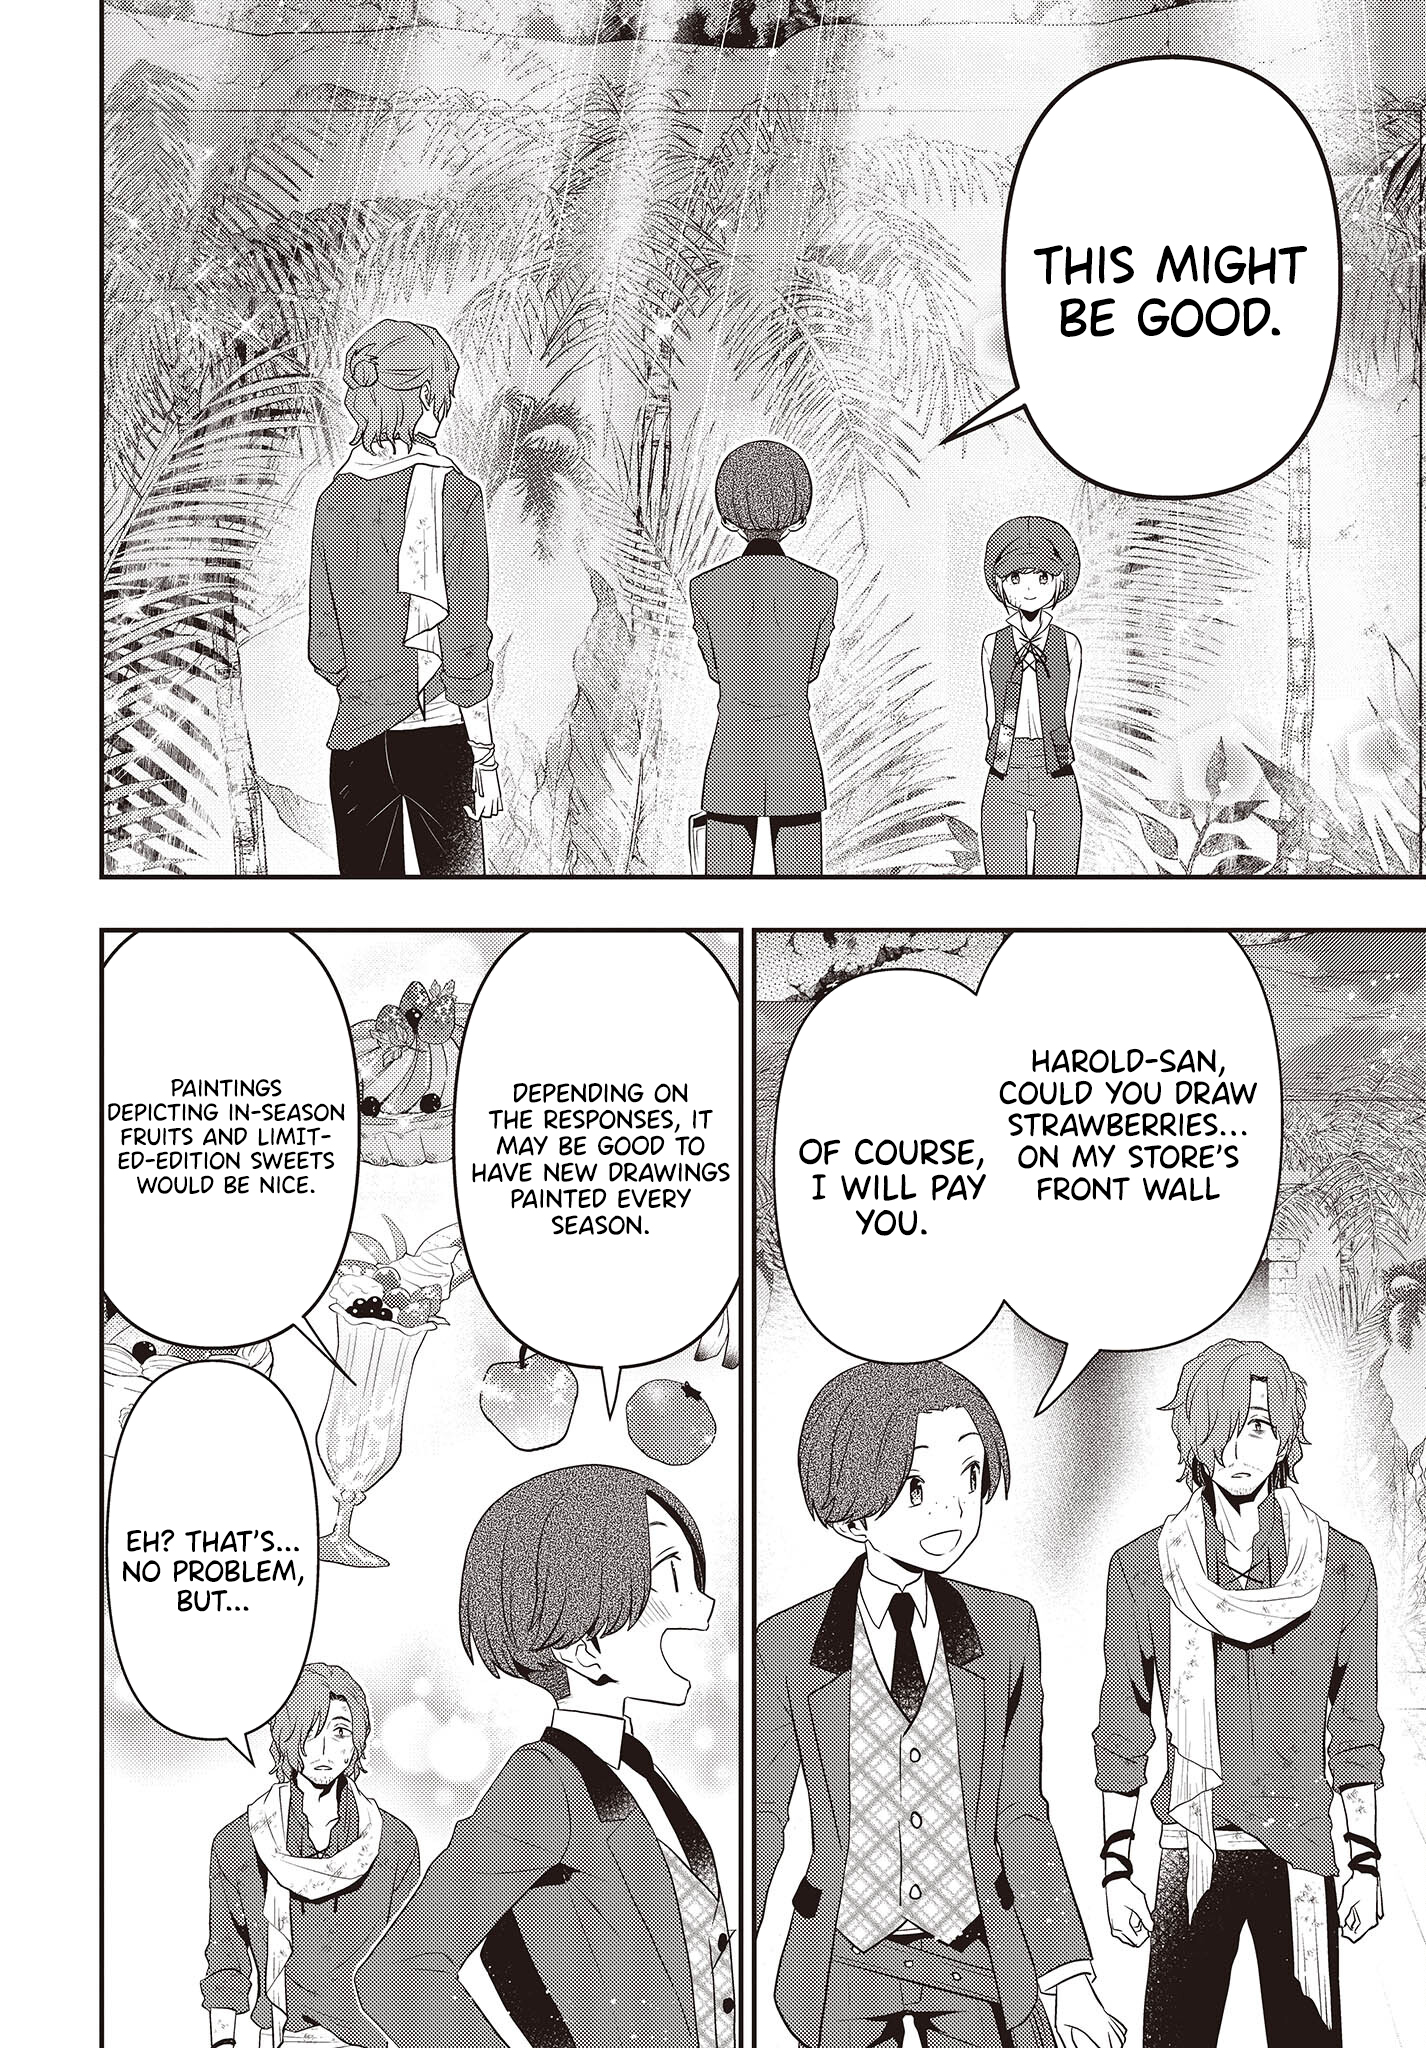 THIS MIGHT
BE GOOD.
HAROLD-SAN,
COULD YOU DRAW
STRAWBERRIES...
ON MY STORE'S
FRONT WALL
OF COURSE,
I WILL PAY
YOU.
DEPENDING ON
THE RESPONSES, IT
MAY BE GOOD TO
HAVE NEW DRAWINGS
PAINTED EVERY
SEASON.
PAINTINGS
DEPICTING IN-SEASON
FRUITS AND LIMIT-
ED-EDITION SWEETS
WOULD BE NICE.
EH? THAT'S...
NO PROBLEM,
BUT...